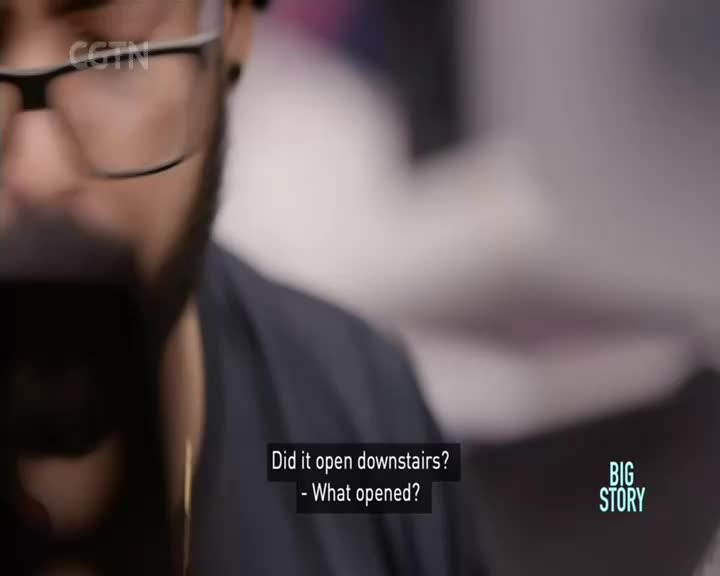 CGTN
Did it open downstairs?
- What opened?
BIG
STORY